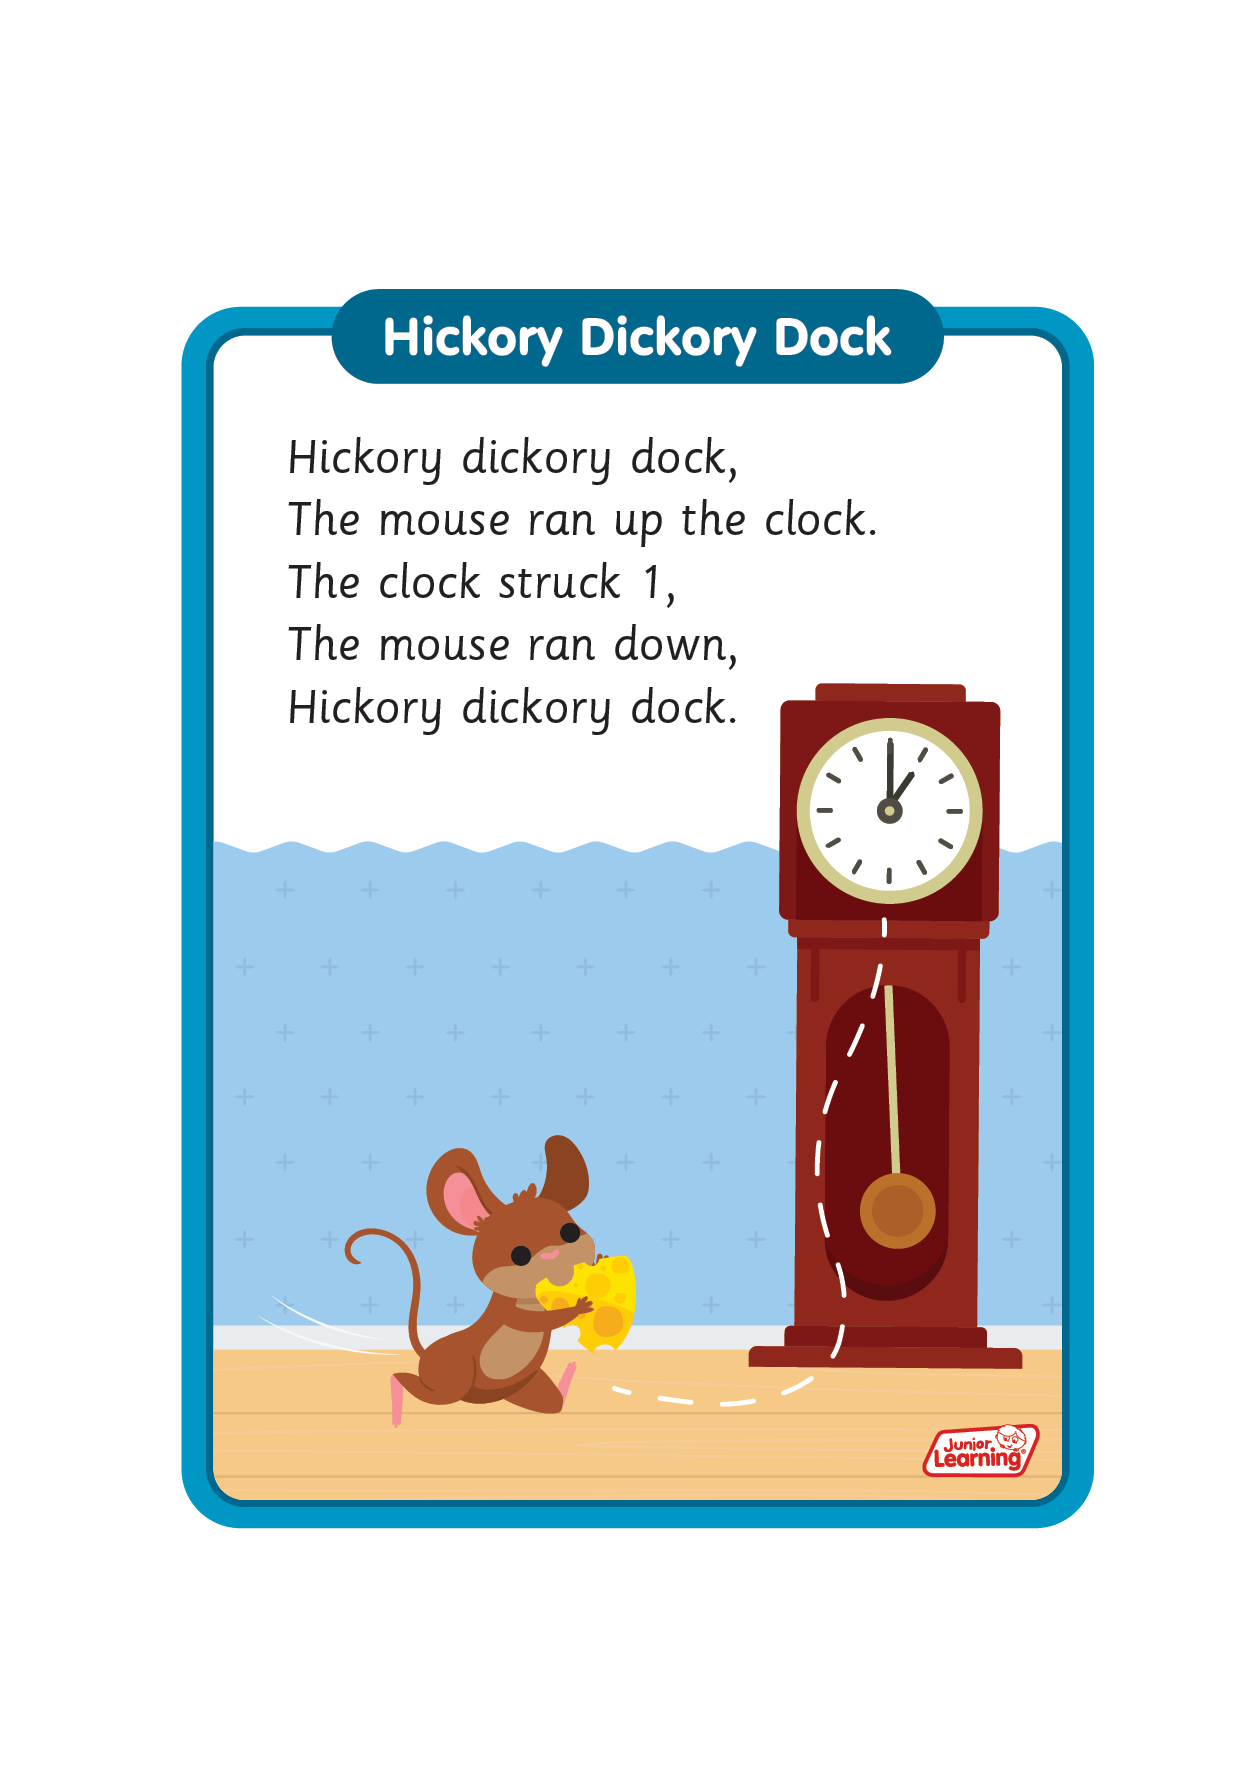 Hickory Dickory Dock
Hickory dickory dock,
The mouse ran up the clock.
The clock struck 1,
The mouse ran down,
Hickory dickory dock.
Junior
Learning®